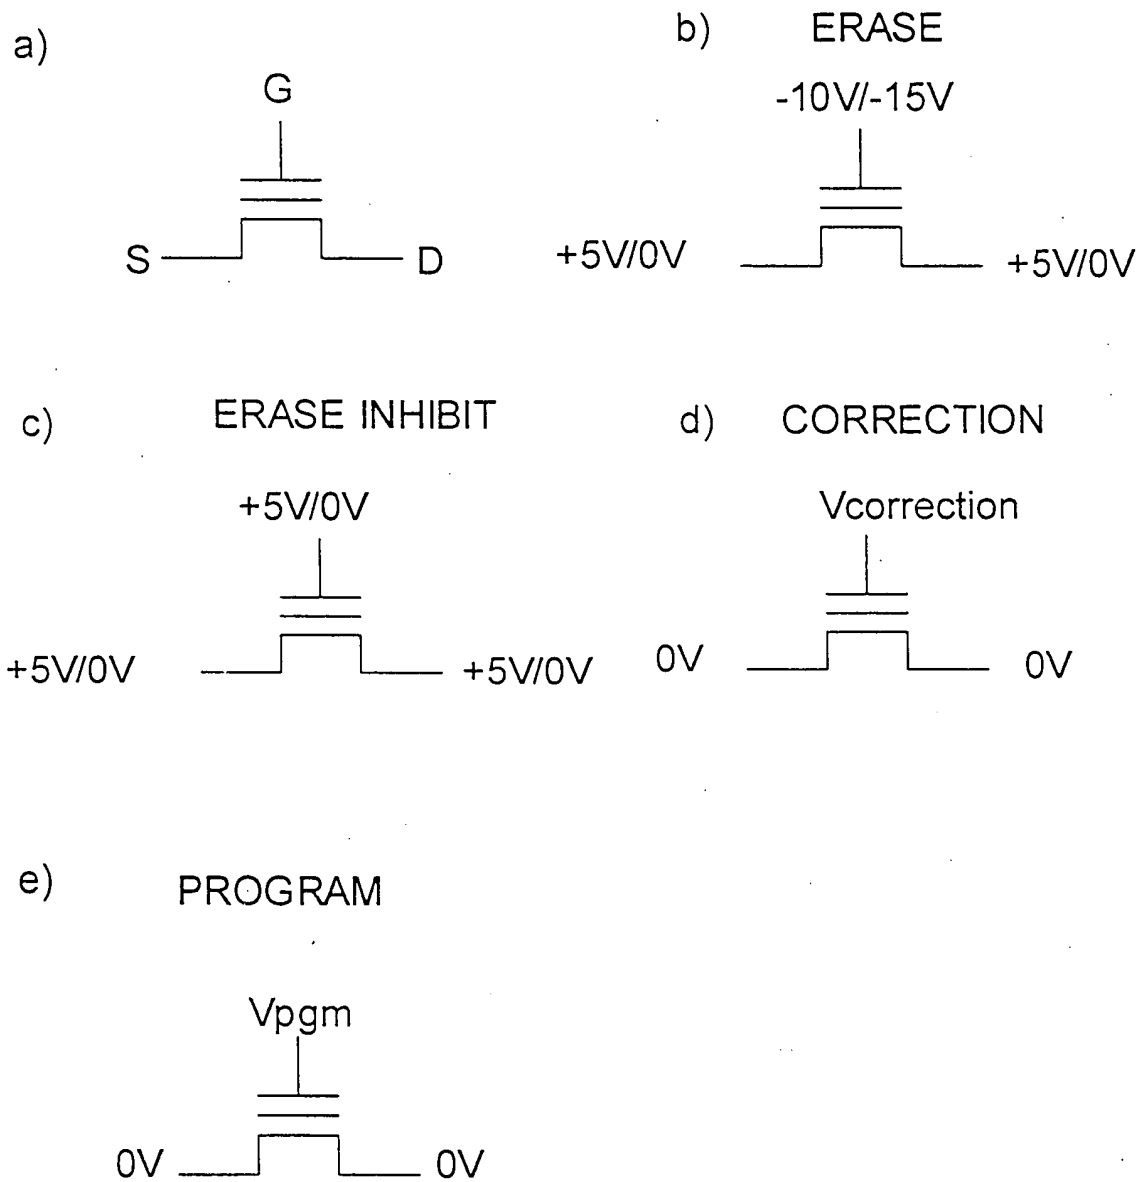 a)
G
S
D
b) ERASE
-10V/-15V
+5V/0V
+5V/0V
c) ERASE INHIBIT
+5V/0V
+5V/0V
+5V/0V
d) CORRECTION
Vcorrection
0V
0V
e) PROGRAM
Vpgm
0V
0V